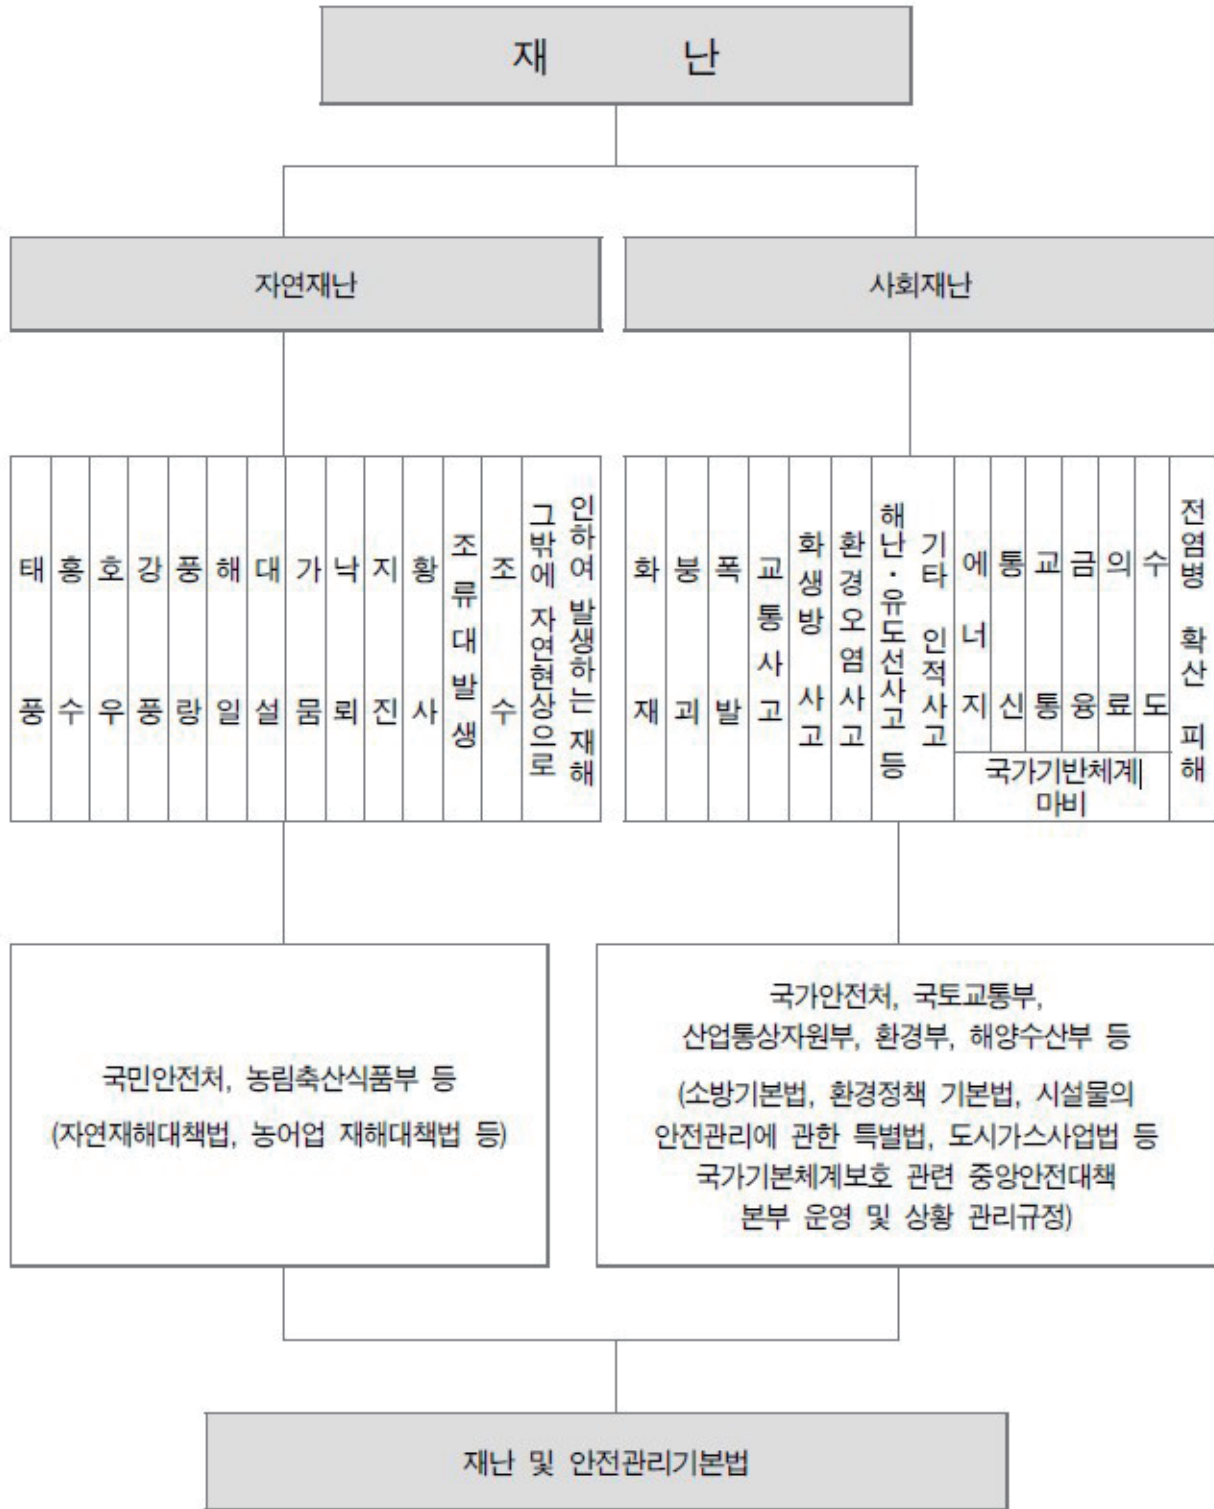 재 난
자연재난
사회재난
태풍
홍수
호우
강풍
풍랑
해일
대설
가뭄
낙뢰
지진
황사
조류대발생
조수
그밖에 자연현상으로
인하여 발생하는 재해
화재
붕괴
폭발
교통사고
화생방 사고
환경오염사고
해난·유도선사고 등
기타 인적사고
에너지
통신
교통
금융
의료
수도
국가기반체계
마비
전염병 확산 피해
국민안전처, 농림축산식품부 등
(자연재해대책법, 농어업 재해대책법 등)
국가안전처, 국토교통부,
산업통상자원부, 환경부, 해양수산부 등
(소방기본법, 환경정책 기본법, 시설물의
안전관리에 관한 특별법, 도시가스사업법 등
국가기본체계보호 관련 중앙안전대책
본부 운영 및 상황 관리규정)
재난 및 안전관리기본법